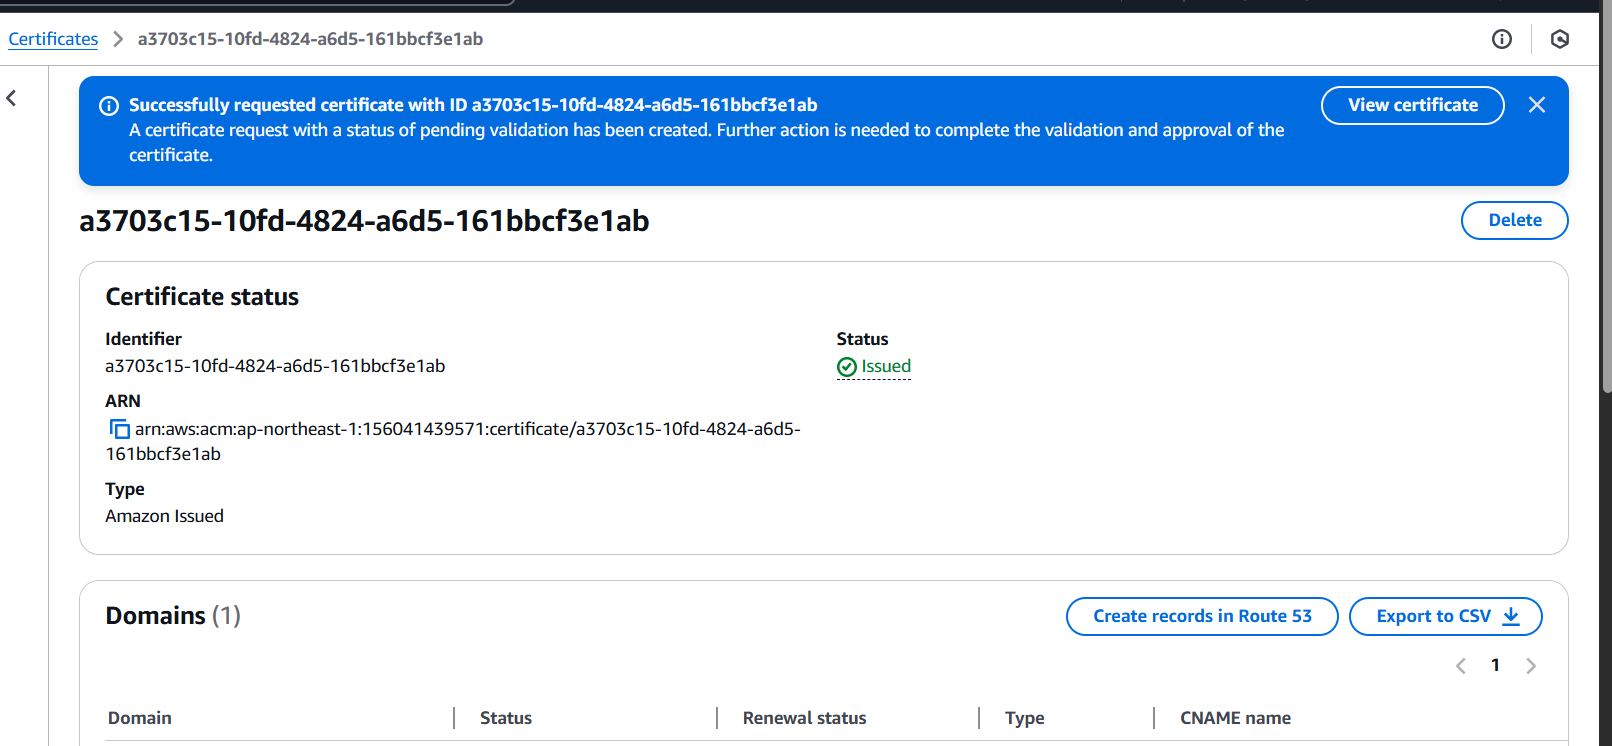 Certificates > a3703c15-10fd-4824-a6d5-161bbcf3e1ab
Successfully requested certificate with ID a3703c15-10fd-4824-a6d5-161bbcf3e1ab
View certificate
A certificate request with a status of pending validation has been created. Further action is needed to complete the validation and approval of the
certificate.
a3703c15-10fd-4824-a6d5-161bbcf3e1ab
Delete
Certificate status
Identifier
a3703c15-10fd-4824-a6d5-161bbcf3e1ab
Status
Issued
ARN
arn:aws:acm:ap-northeast-1:156041439571:certificate/a3703c15-10fd-4824-a6d5-
161bbcf3e1ab
Type
Amazon Issued
Domains (1)
Create records in Route 53
Export to CSV
1
Domain
Status
Renewal status
Type
CNAME name